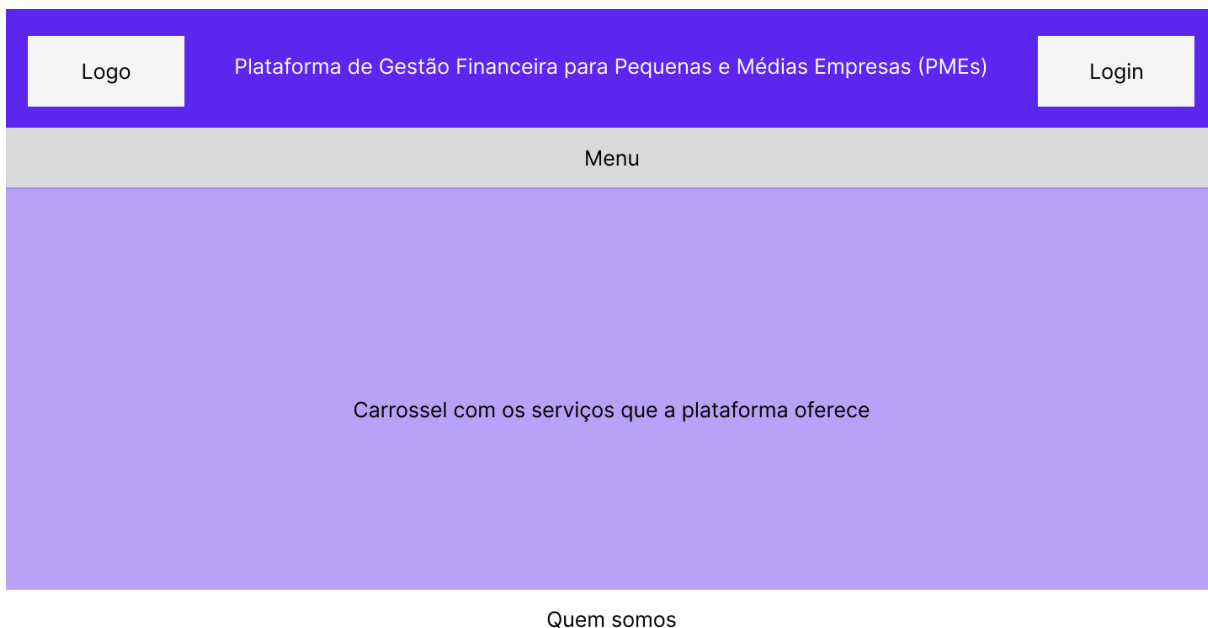 Logo
Plataforma de Gestão Financeira para Pequenas e Médias Empresas (PMEs)
Login
Menu
Carrossel com os serviços que a plataforma oferece
Quem somos